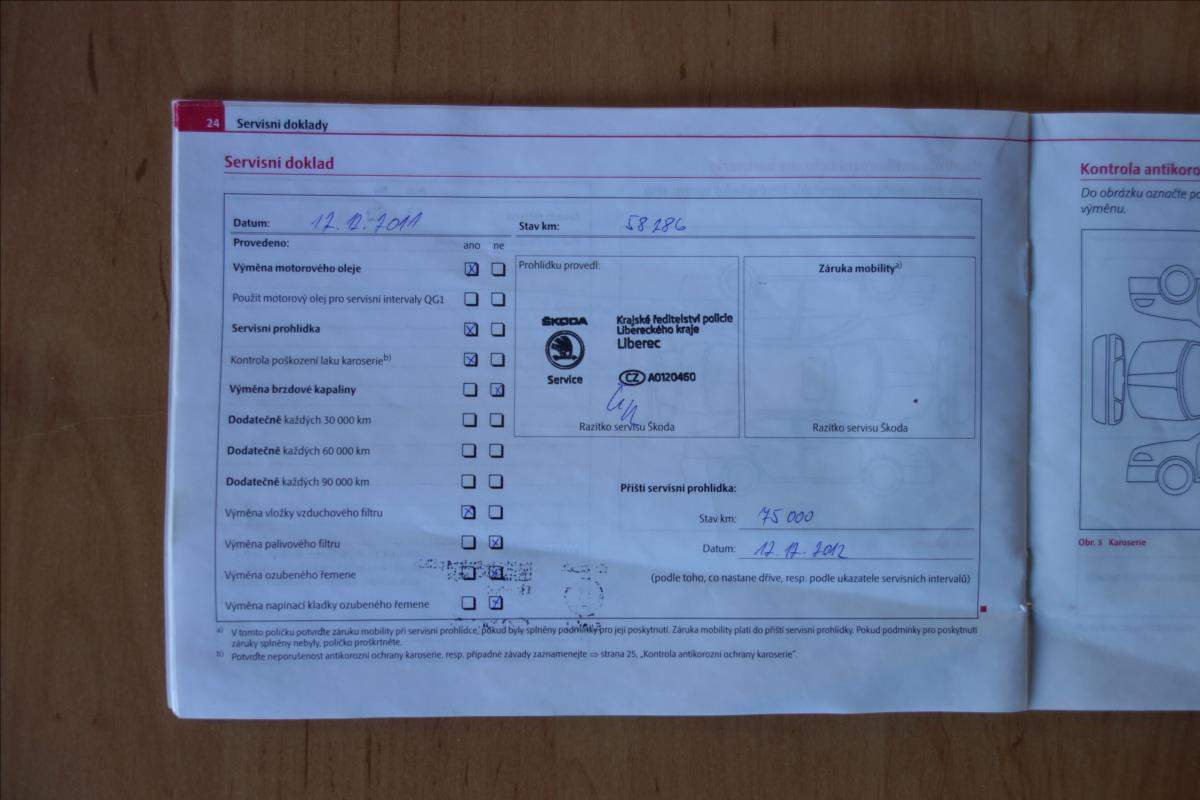 24 Servisní doklady
Servisní doklad
Datum: 12.12.2011 Stav km: 58 286
Provedeno: ano ne
Výměna motorového oleje
Použit motorový olej pro servisní intervaly QG1
Servisní prohlídka
Kontrola poškození laku karoserie b)
Výměna brzdové kapaliny
Dodatečně každých 30 000 km
Dodatečně každých 60 000 km
Dodatečně každých 90 000 km
Výměna vložky vzduchového filtru
Výměna palivového filtru
Výměna ozubeného řemene
Výměna napínací kladky ozubeného řemene
Prohlídku provedl:
ŠKODA
Service
Krajské ředitelství policie
Libereckého kraje
Liberec
CZ A0120460
Razítko servisu Škoda
Záruka mobility a)
Razítko servisu Škoda
Příští servisní prohlídka:
Stav km: 75 000
Datum: 12.12.2012
(podle toho, co nastane dříve, resp. podle ukazatele servisních intervalů)
a) V tomto políčku potvrďte záruku mobility při servisní prohlídce, pokud byly splněny podmínky pro její poskytnutí. Záruka mobility platí do příští servisní prohlídky. Pokud podmínky pro poskytnutí
záruky splněny nebyly, políčko proškrtněte.
b) Potvrďte neporušenost antikorozní ochrany karoserie, resp. případné závady zaznamenejte ⇒ strana 25, „Kontrola antikorozní ochrany karoserie“.
Kontrola antikoro
Do obrázku označte po
výměnu.
Obr. 5 Karoserie